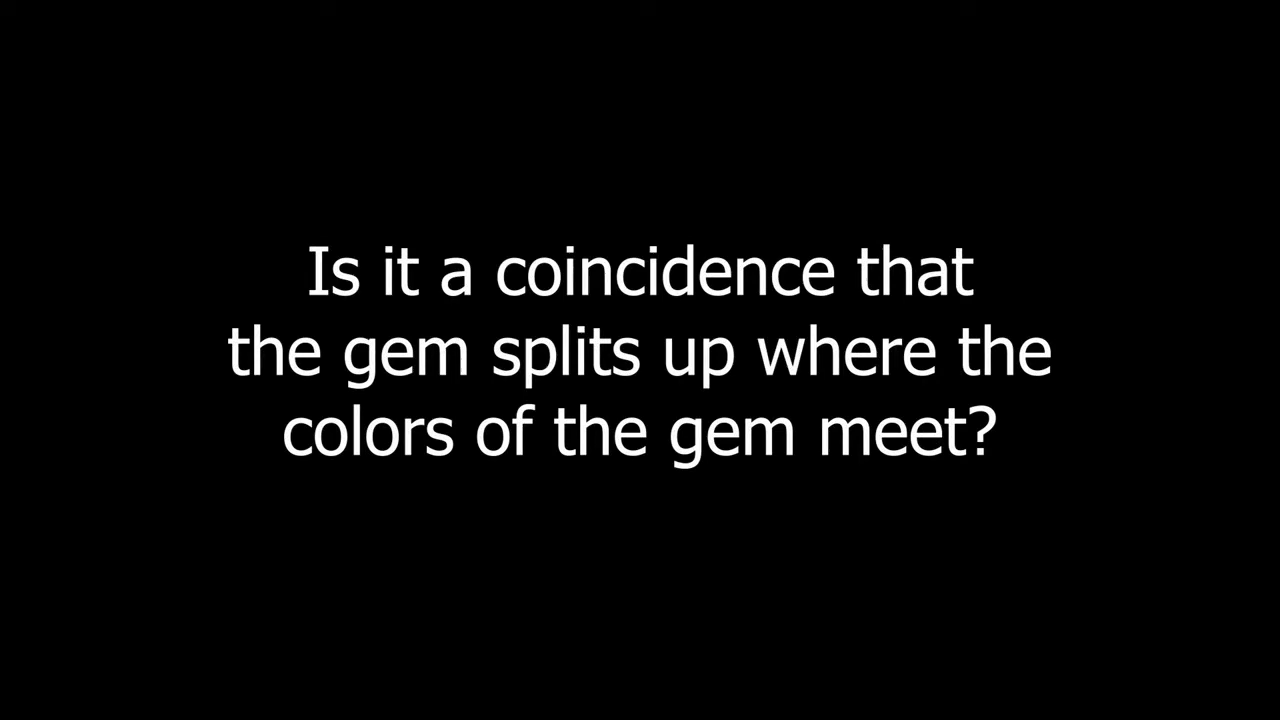 Is it a coincidence that
the gem splits up where the
colors of the gem meet?